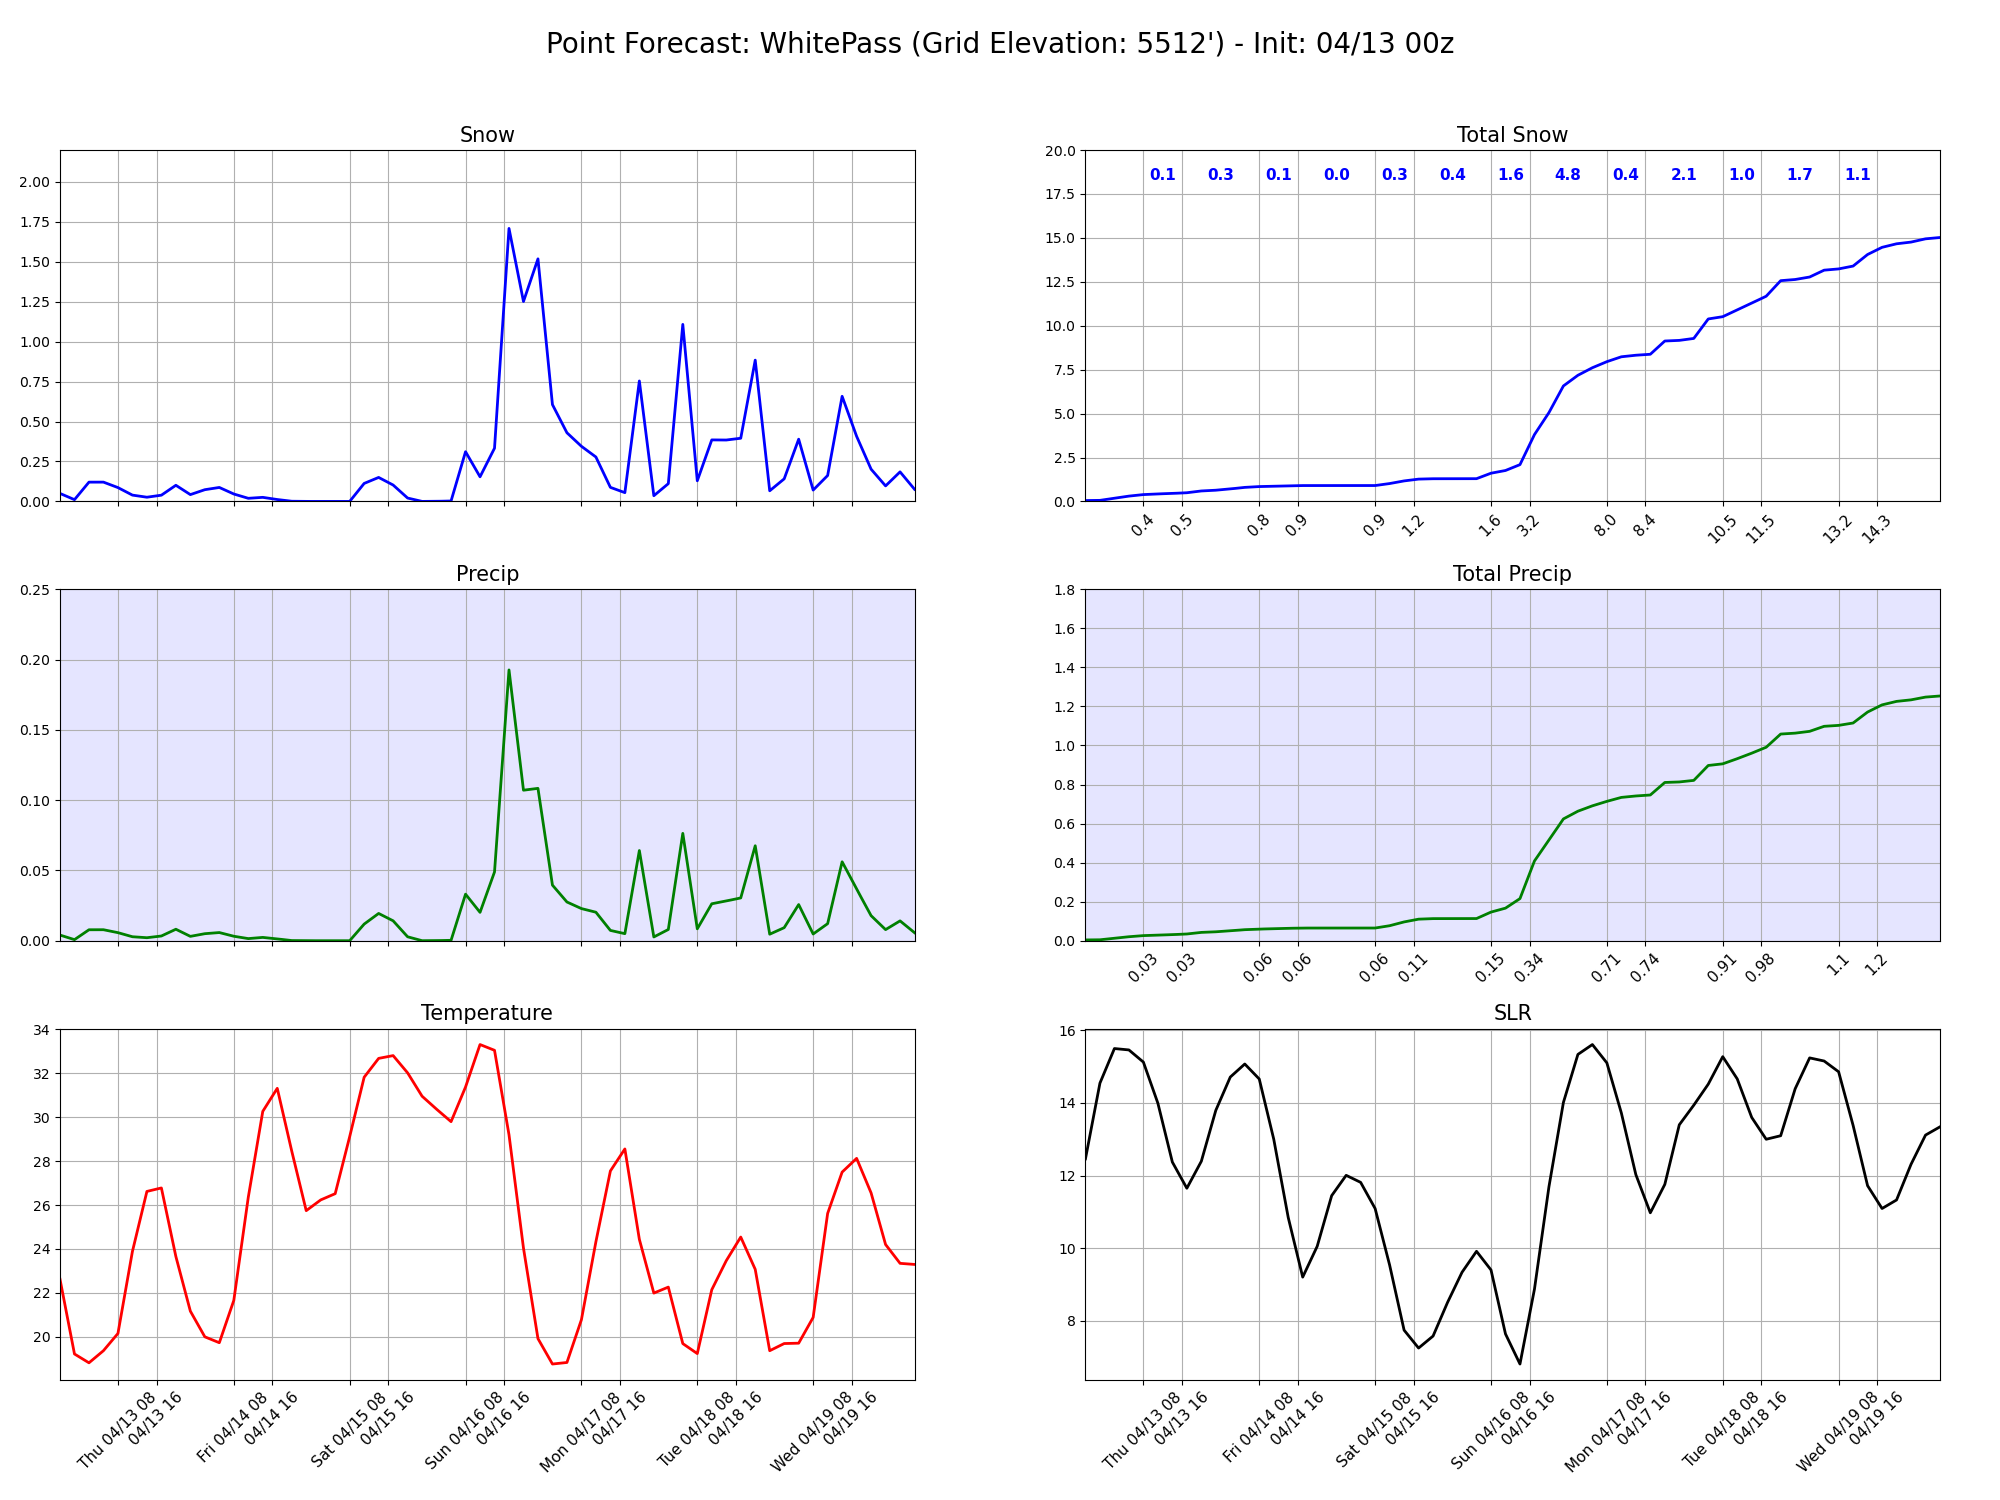 Point Forecast: WhitePass (Grid Elevation: 5512') - Init: 04/13 00z
Snow
2.00
1.75
1.50
1.25
1.00
0.75
0.50
0.25
0.00
Total Snow
20.0
17.5
15.0
12.5
10.0
7.5
5.0
2.5
0.0
0.1 0.3 0.1 0.0 0.3 0.4 1.6 4.8 0.4 2.1 1.0 1.7 1.1
0.4 0.5 0.8 0.9 0.9 1.2 1.6 3.2 8.0 8.4 10.5 11.5 13.2 14.3
Precip
0.25
0.20
0.15
0.10
0.05
0.00
Total Precip
1.8
1.6
1.4
1.2
1.0
0.8
0.6
0.4
0.2
0.0
0.03 0.03 0.06 0.06 0.06 0.11 0.15 0.34 0.71 0.74 0.91 0.98 1.1 1.2
Temperature
34
32
30
28
26
24
22
20
Thu 04/13 08
04/13 16
Fri 04/14 08
04/14 16
Sat 04/15 08
04/15 16
Sun 04/16 08
04/16 16
Mon 04/17 08
04/17 16
Tue 04/18 08
04/18 16
Wed 04/19 08
04/19 16
SLR
16
14
12
10
8
Thu 04/13 08
04/13 16
Fri 04/14 08
04/14 16
Sat 04/15 08
04/15 16
Sun 04/16 08
04/16 16
Mon 04/17 08
04/17 16
Tue 04/18 08
04/18 16
Wed 04/19 08
04/19 16